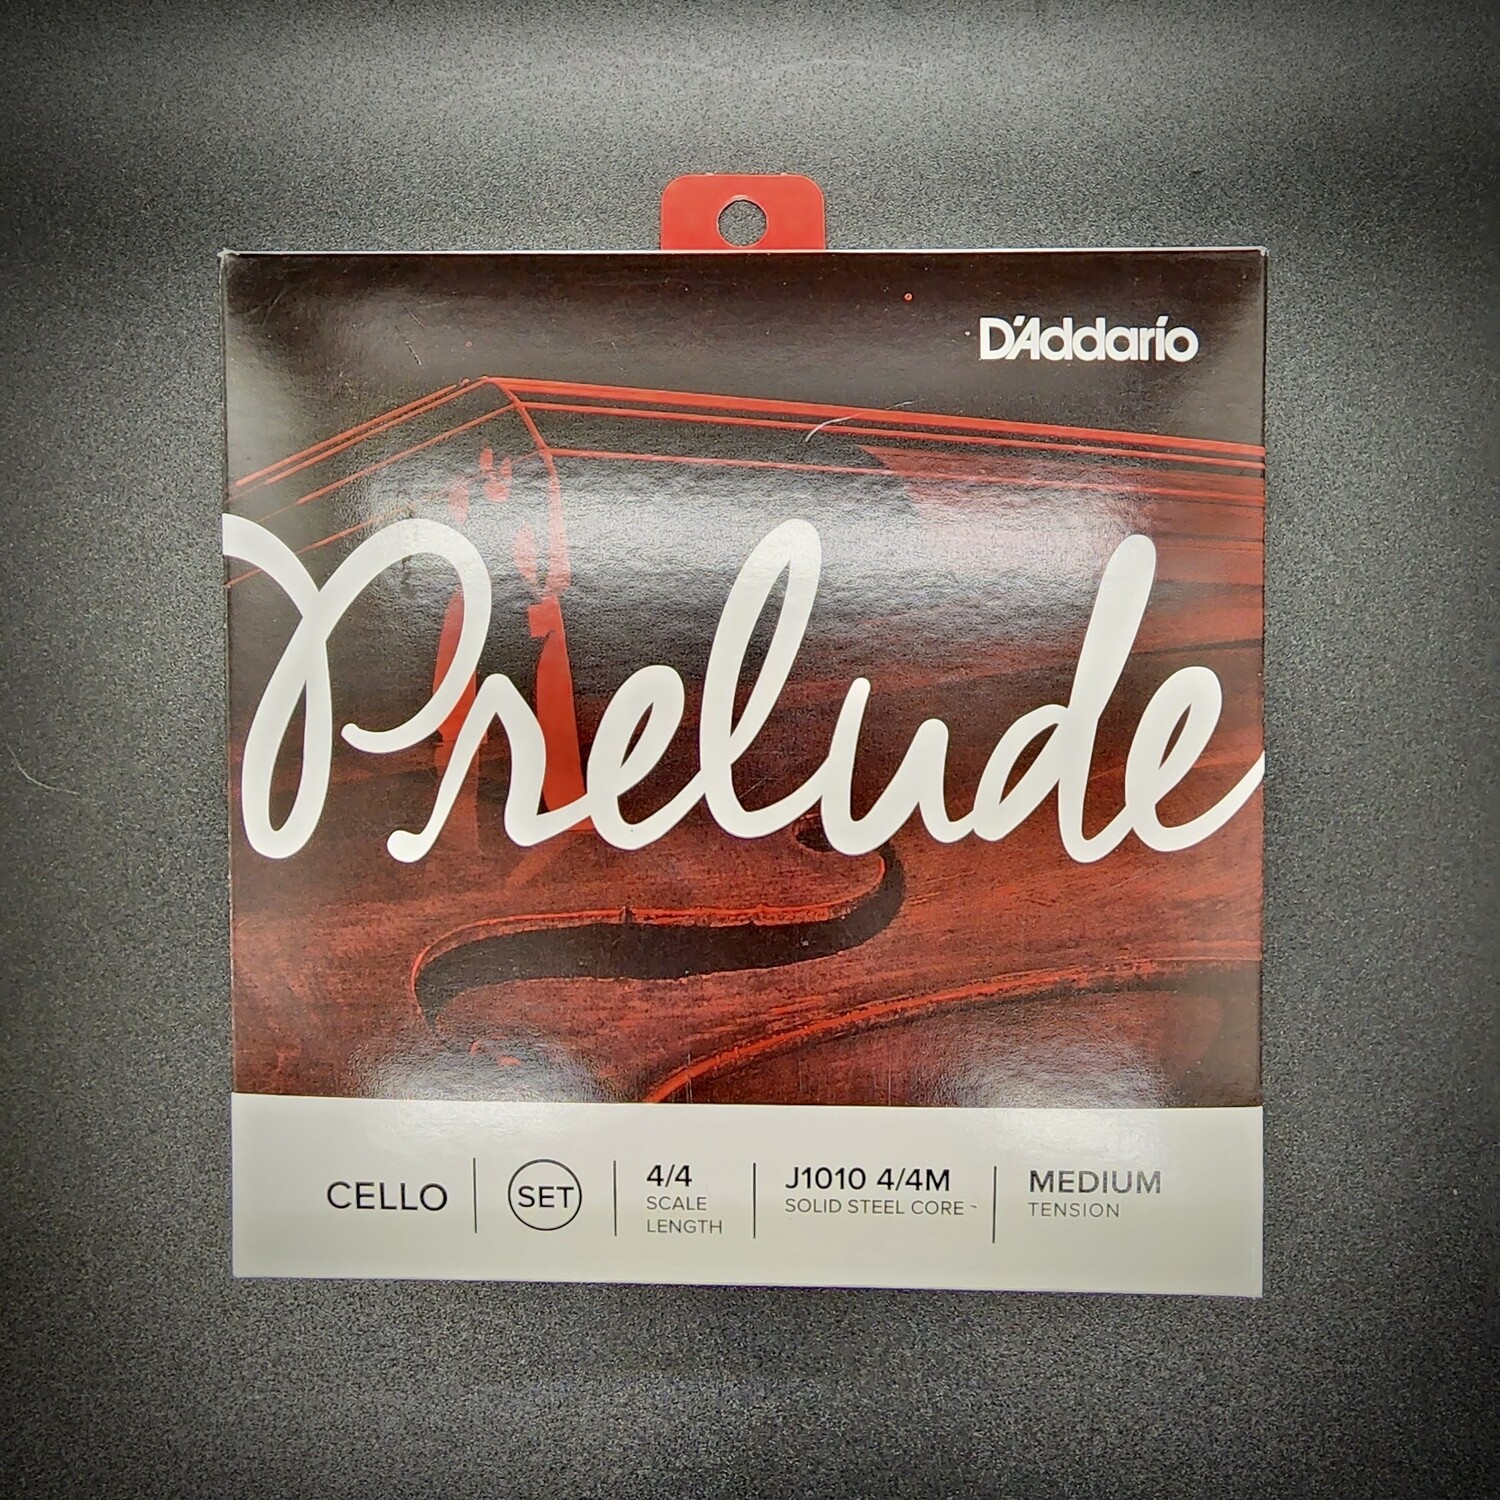 D'Addario
Prelude
CELLO
SET
4/4
SCALE
LENGTH
J1010 4/4M
SOLID STEEL CORE
MEDIUM
TENSION